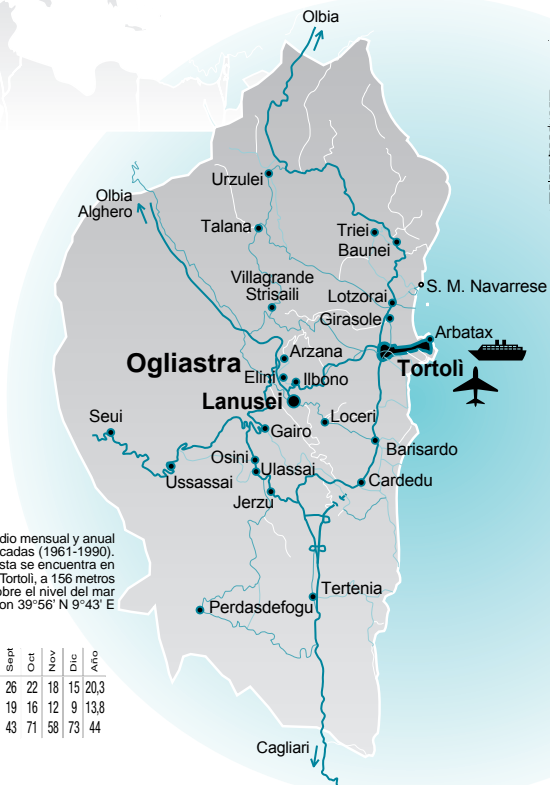 Olbia
Urzulei
Olbia
Alghero
Talana
Triei
Baunei
Villagrande
Strisaili
S. M. Navarrese
Lotzorai
Girasole
Arbatax
Ogliastra
Arzana
Tortolì
Elini
Ilbono
Lanusei
Seui
Loceri
Gairo
Barisardo
Osini
Ulassai
Ussassai
Cardedu
Jerzu
dio mensual y anual
cadas (1961-1990).
sta se encuentra en
Tortolì, a 156 metros
obre el nivel del mar
on 39°56' N 9°43' E
Tertenia
Perdasdefogu
Sept Oct Nov Dic Año
26 22 18 15 20,3
19 16 12 9 13,8
43 71 58 73 44
Cagliari